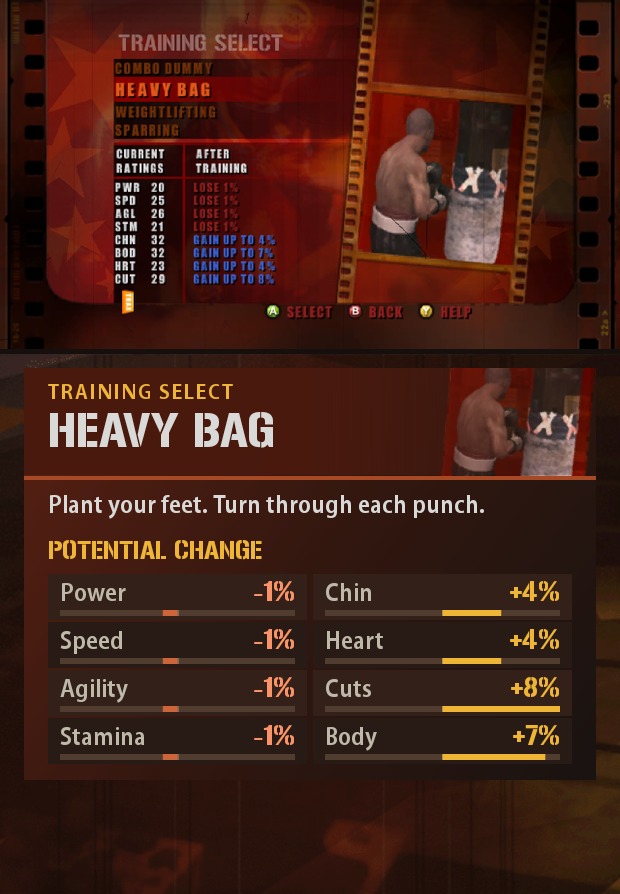 TRAINING SELECT
COMBO DUMMY
HEAVY BAG
WEIGHTLIFTING
SPARRING
CURRENT RATINGS AFTER TRAINING
PWR 20 LOSE 1%
SPD 25 LOSE 1%
AGL 26 LOSE 1%
STM 21 LOSE 1%
CHN 32 GAIN UP TO 4%
BOD 32 GAIN UP TO 7%
HRT 23 GAIN UP TO 4%
CUT 29 GAIN UP TO 8%
A SELECT B BACK Y HELP
TRAINING SELECT
HEAVY BAG
Plant your feet. Turn through each punch.
POTENTIAL CHANGE
Power -1% Chin +4%
Speed -1% Heart +4%
Agility -1% Cuts +8%
Stamina -1% Body +7%